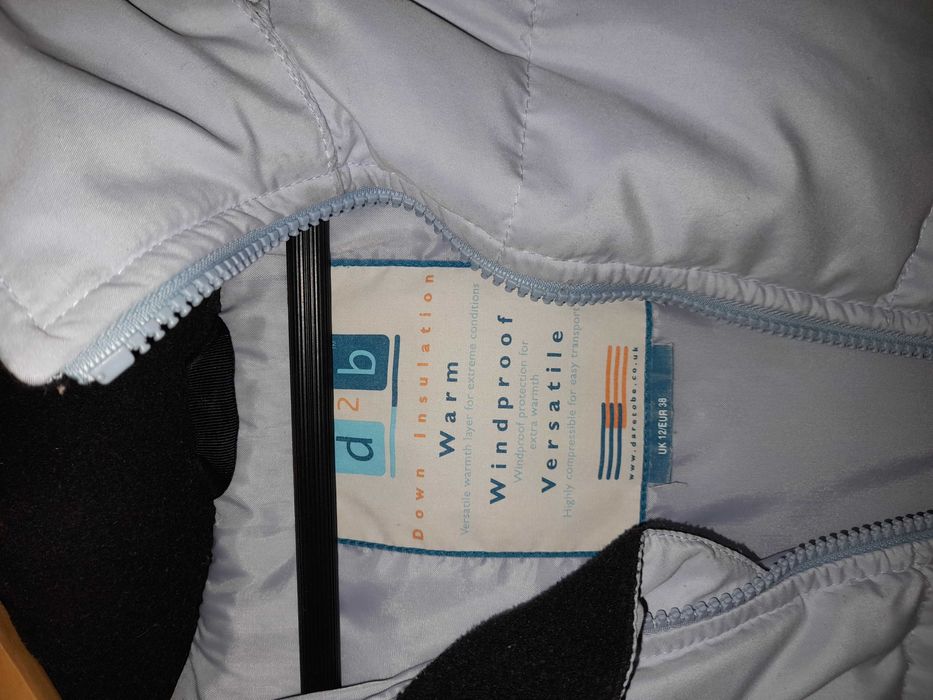 d2b
Down Insulation
Warm
Versatile warmth layer for extreme conditions
Windproof
Windproof protection for
extra warmth
Versatile
Highly compressible for easy transport
www.daretobe.co.uk
UK 12/EUR 38